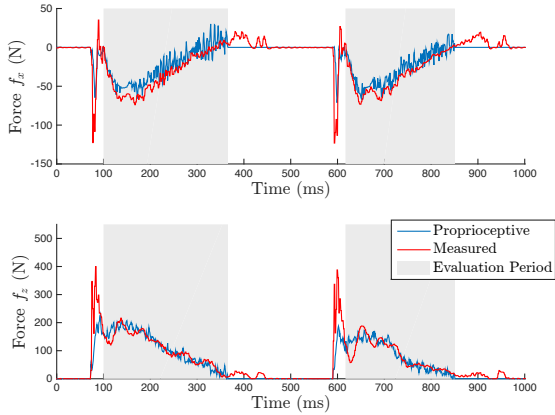 50
0
-50
-100
-150
Force f_x (N)
0 100 200 300 400 500 600 700 800 900 1000
Time (ms)
500
400
300
200
100
0
Force f_z (N)
Proprioceptive
Measured
Evaluation Period
0 100 200 300 400 500 600 700 800 900 1000
Time (ms)